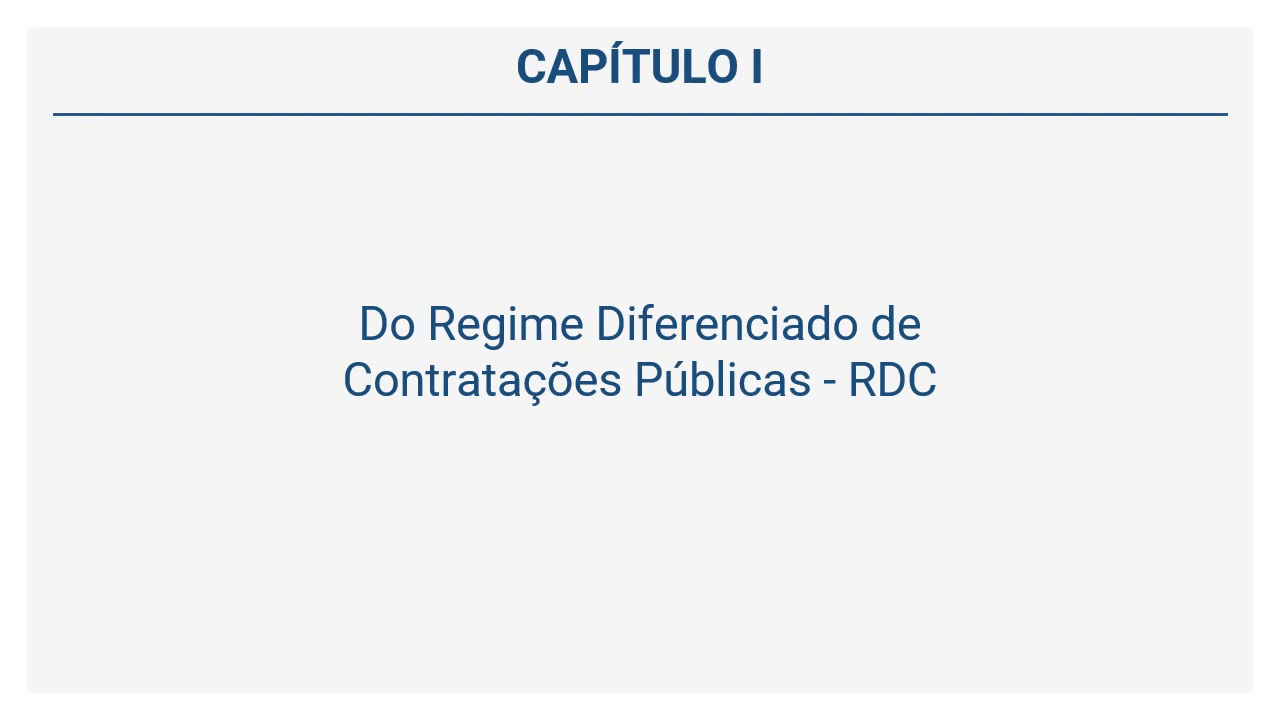 CAPÍTULO I
Do Regime Diferenciado de
Contratações Públicas - RDC